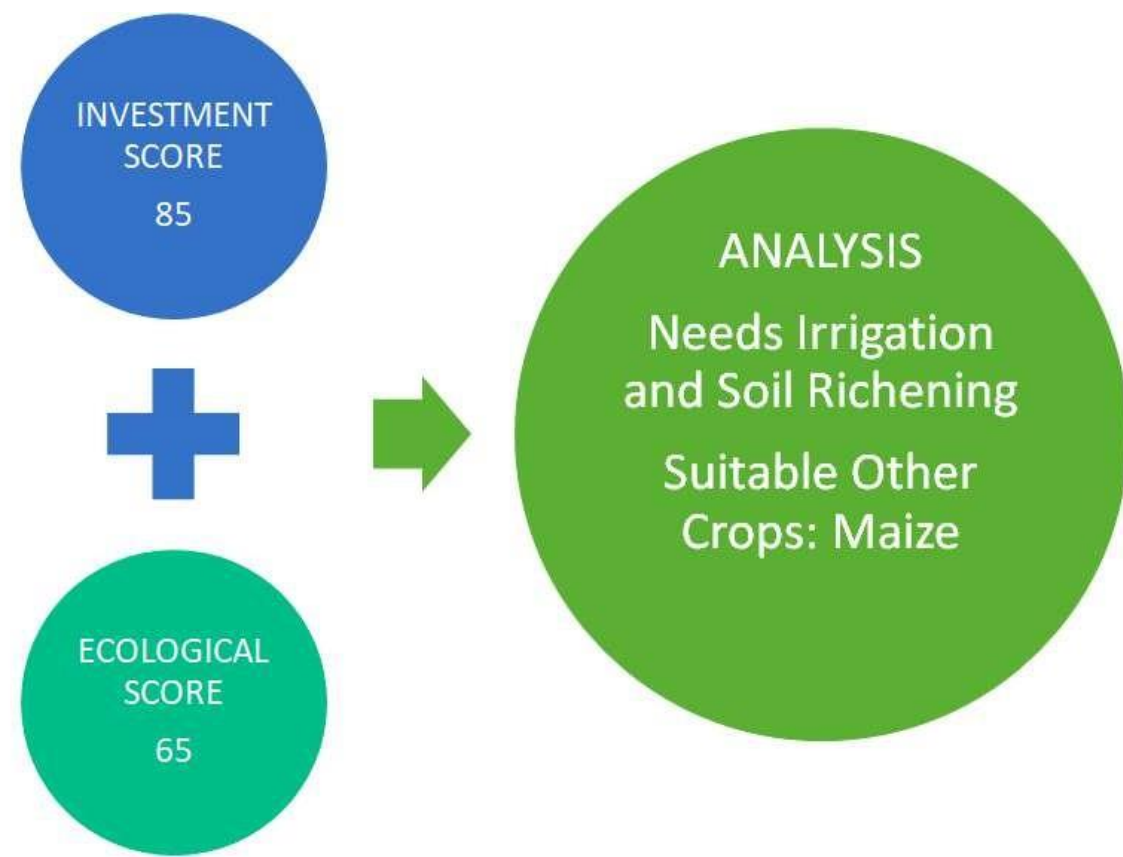 INVESTMENT
SCORE
85
ECOLOGICAL
SCORE
65
ANALYSIS
Needs Irrigation
and Soil Richening
Suitable Other
Crops: Maize